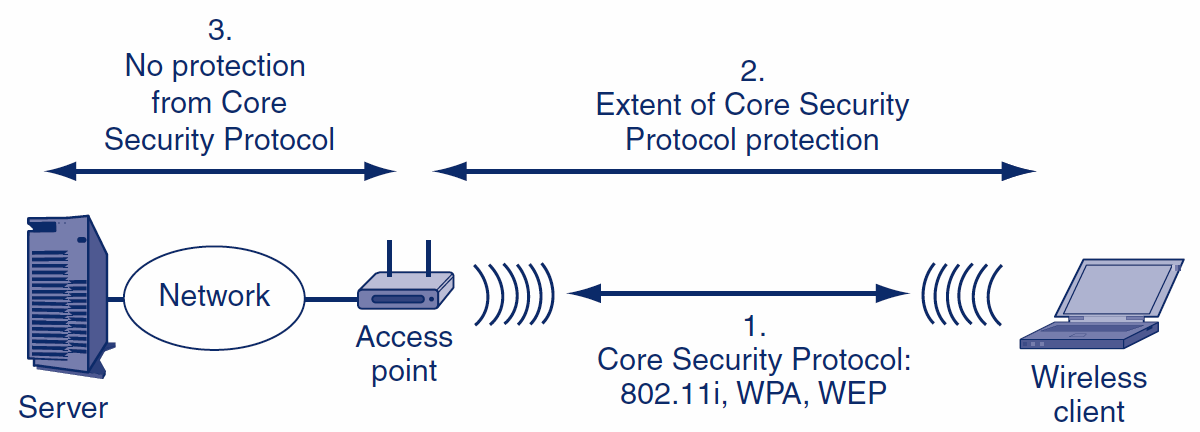 3.
No protection
from Core
Security Protocol
2.
Extent of Core Security
Protocol protection
Network
Server
Access
point
1.
Core Security Protocol:
802.11i, WPA, WEP
Wireless
client